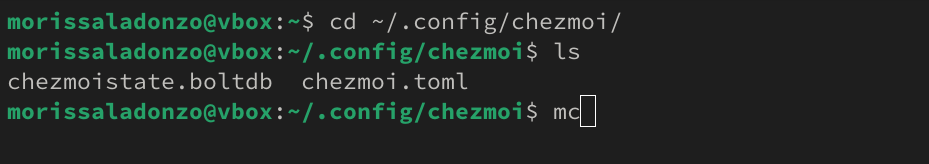 morissaladonzo@vbox:~$ cd ~/.config/chezmoi/
morissaladonzo@vbox:~/.config/chezmoi$ ls
chezmoistate.boltdb  chezmoi.toml
morissaladonzo@vbox:~/.config/chezmoi$ mc